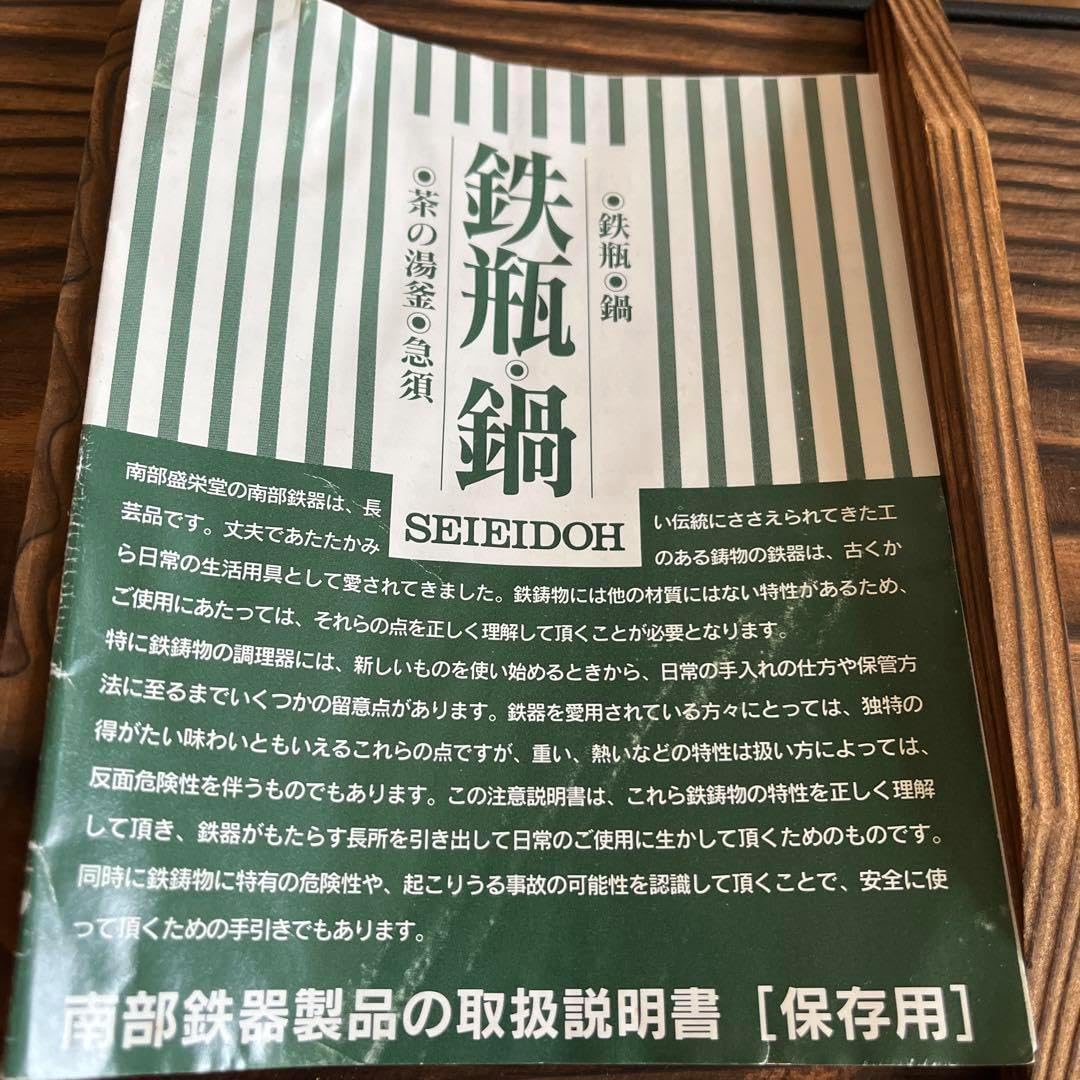 ◉鉄瓶◉鍋
鉄瓶◉鍋
◉茶の湯釜◉急須
SEIEIDOH
南部盛栄堂の南部鉄器は、長い伝統にささえられてきた工
芸品です。丈夫であたたかみのある鋳物の鉄器は、古くか
ら日常の生活用具として愛されてきました。鉄鋳物には他の材質にはない特性があるため、
ご使用にあたっては、それらの点を正しく理解して頂くことが必要となります。
特に鉄鋳物の調理器には、新しいものを使い始めるときから、日常の手入れの仕方や保管方
法に至るまでいくつかの留意点があります。鉄器を愛用されている方々にとっては、独特の
得がたい味わいともいえるこれらの点ですが、重い、熱いなどの特性は扱い方によっては、
反面危険性を伴うものでもあります。この注意説明書は、これら鉄鋳物の特性を正しく理解
して頂き、鉄器がもたらす長所を引き出して日常のご使用に生かして頂くためのものです。
同時に鉄鋳物に特有の危険性や、起こりうる事故の可能性を認識して頂くことで、安全に使
って頂くための手引きでもあります。
南部鉄器製品の取扱説明書［保存用］